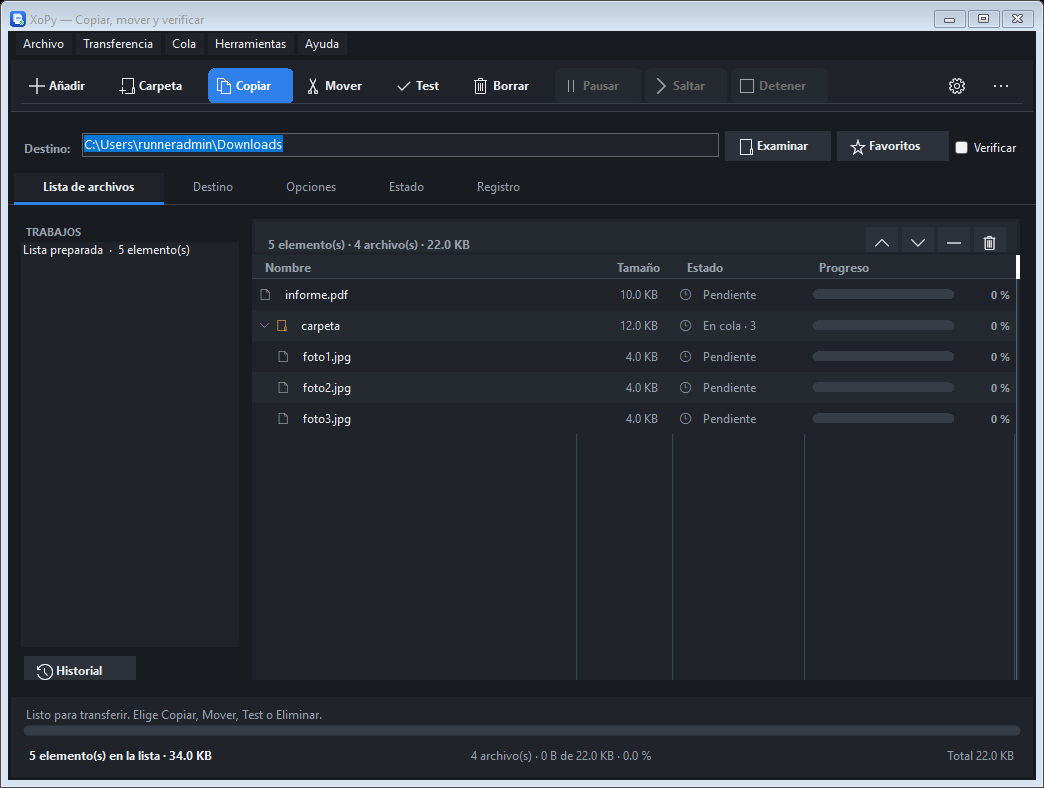 XoPy — Copiar, mover y verificar
Archivo Transferencia Cola Herramientas Ayuda
Añadir Carpeta Copiar Mover Test Borrar Pausar Saltar Detener ...
Destino: C:\Users\runneradmin\Downloads Examinar Favoritos Verificar
Lista de archivos Destino Opciones Estado Registro
TRABAJOS
Lista preparada · 5 elemento(s)
5 elemento(s) · 4 archivo(s) · 22.0 KB
Nombre Tamaño Estado Progreso
informe.pdf 10.0 KB Pendiente 0 %
carpeta 12.0 KB En cola · 3 0 %
foto1.jpg 4.0 KB Pendiente 0 %
foto2.jpg 4.0 KB Pendiente 0 %
foto3.jpg 4.0 KB Pendiente 0 %
Historial
Listo para transferir. Elige Copiar, Mover, Test o Eliminar.
5 elemento(s) en la lista · 34.0 KB 4 archivo(s) · 0 B de 22.0 KB · 0.0 % Total 22.0 KB